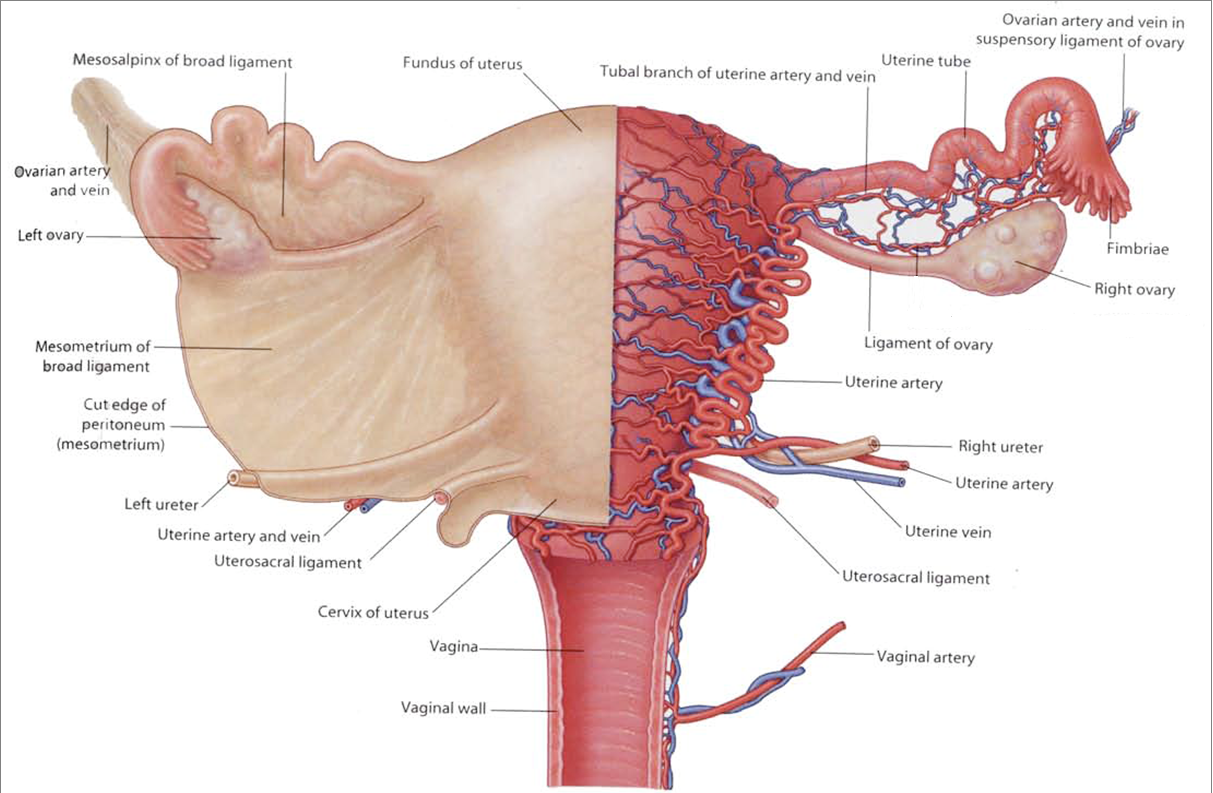 Ovarian artery and vein in
suspensory ligament of ovary
Mesosalpinx of broad ligament
Fundus of uterus
Tubal branch of uterine artery and vein
Uterine tube
Ovarian artery
and vein
Left ovary
Fimbriae
Right ovary
Mesometrium of
broad ligament
Ligament of ovary
Uterine artery
Cut edge of
peritoneum
(mesometrium)
Right ureter
Uterine artery
Left ureter
Uterine artery and vein
Uterine vein
Uterosacral ligament
Uterosacral ligament
Cervix of uterus
Vagina
Vaginal artery
Vaginal wall